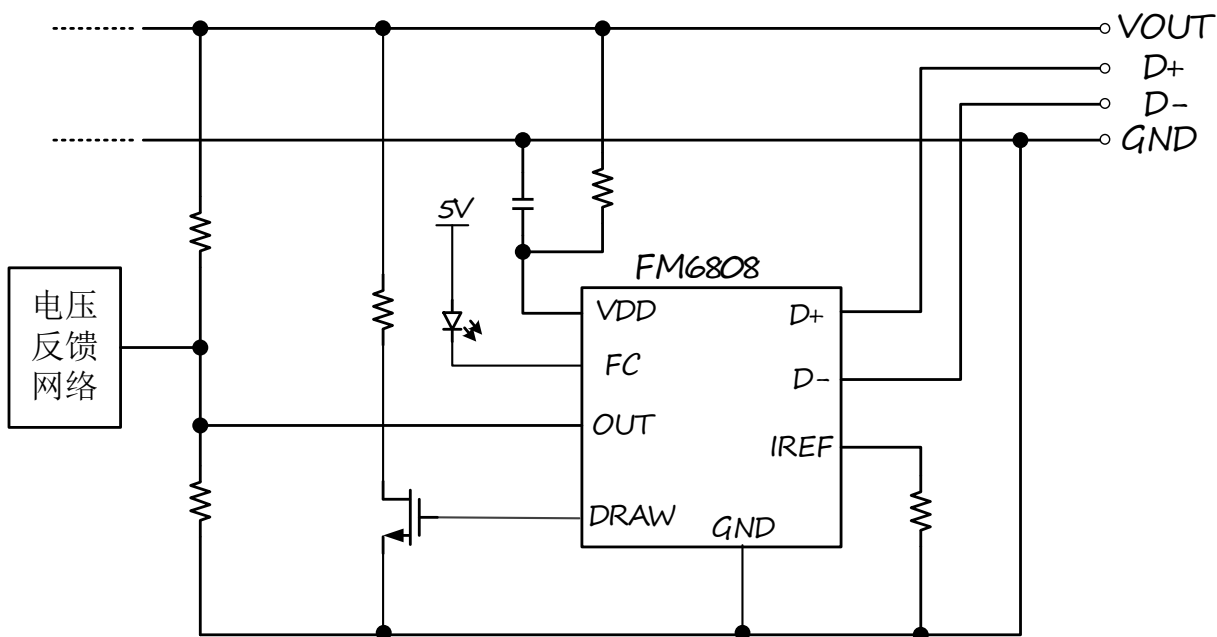 VOUT
D+
D-
GND
5V
FM6808
电压
反馈
网络
VDD
D+
FC
D-
OUT
IREF
DRAW
GND